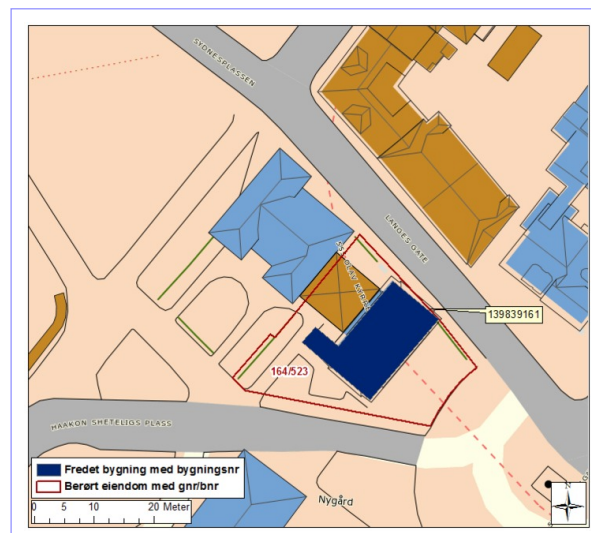 SYDNESPLASSEN
LANGES GATE
139839161
164/523
HAAKON SHETELIGS PLASS
Fredet bygning med bygningsnr
Berørt eiendom med gnr/bnr
0 5 10 20 Meter
Nygård
N